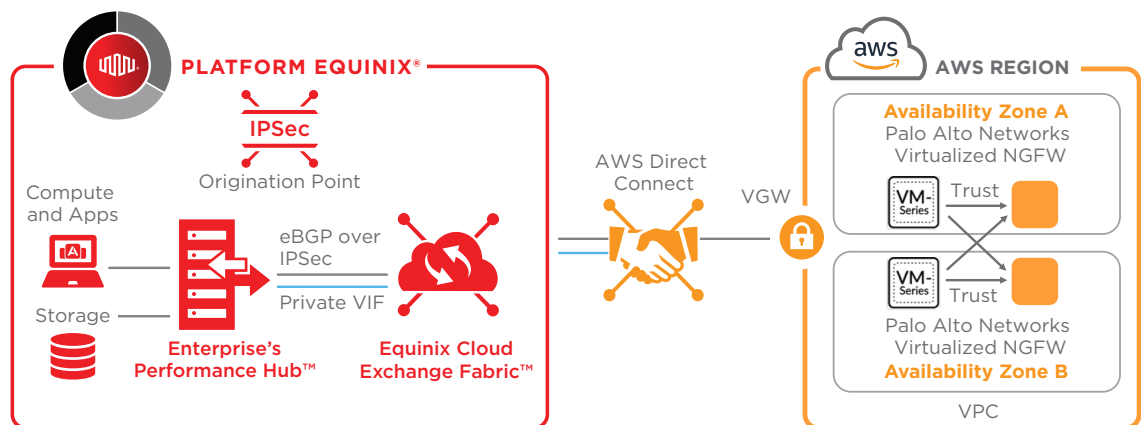 PLATFORM EQUINIX®
IPSec
Origination Point
Compute
and Apps
A
Storage
eBGP over
IPSec
Private VIF
Enterprise's
Performance Hub™
Equinix Cloud
Exchange Fabric™
AWS Direct
Connect
VGW
aws
AWS REGION
Availability Zone A
Palo Alto Networks
Virtualized NGFW
VM-
Series
Trust
VM-
Series
Trust
Palo Alto Networks
Virtualized NGFW
Availability Zone B
VPC